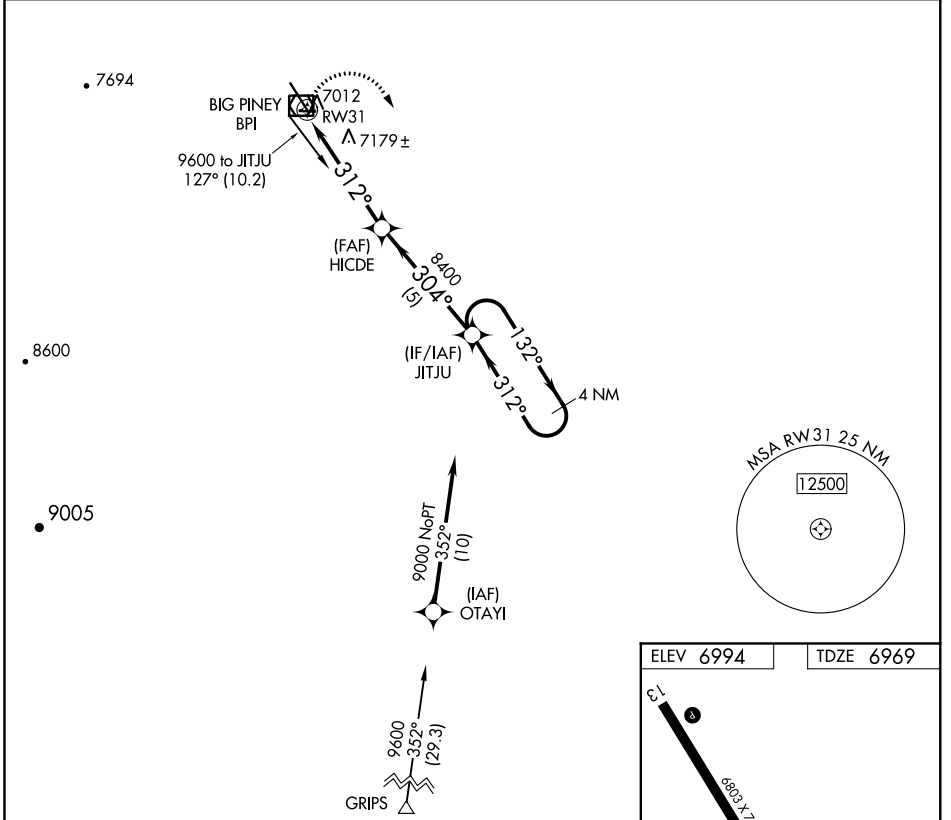 7694
BIG PINEY
BPI
7012
RW31
7179±
9600 to JITJU
127° (10.2)
312°
(FAF)
HICDE
8400
304°
(5)
8600
(IF/IAF)
JITJU
132°
312°
4 NM
MSA RW31 25 NM
12500
9005
9000 NoPT
352°
(10)
(IAF)
OTAYI
ELEV 6994
TDZE 6969
13
P
6803 X 7
9600
352°
(29.3)
GRIPS